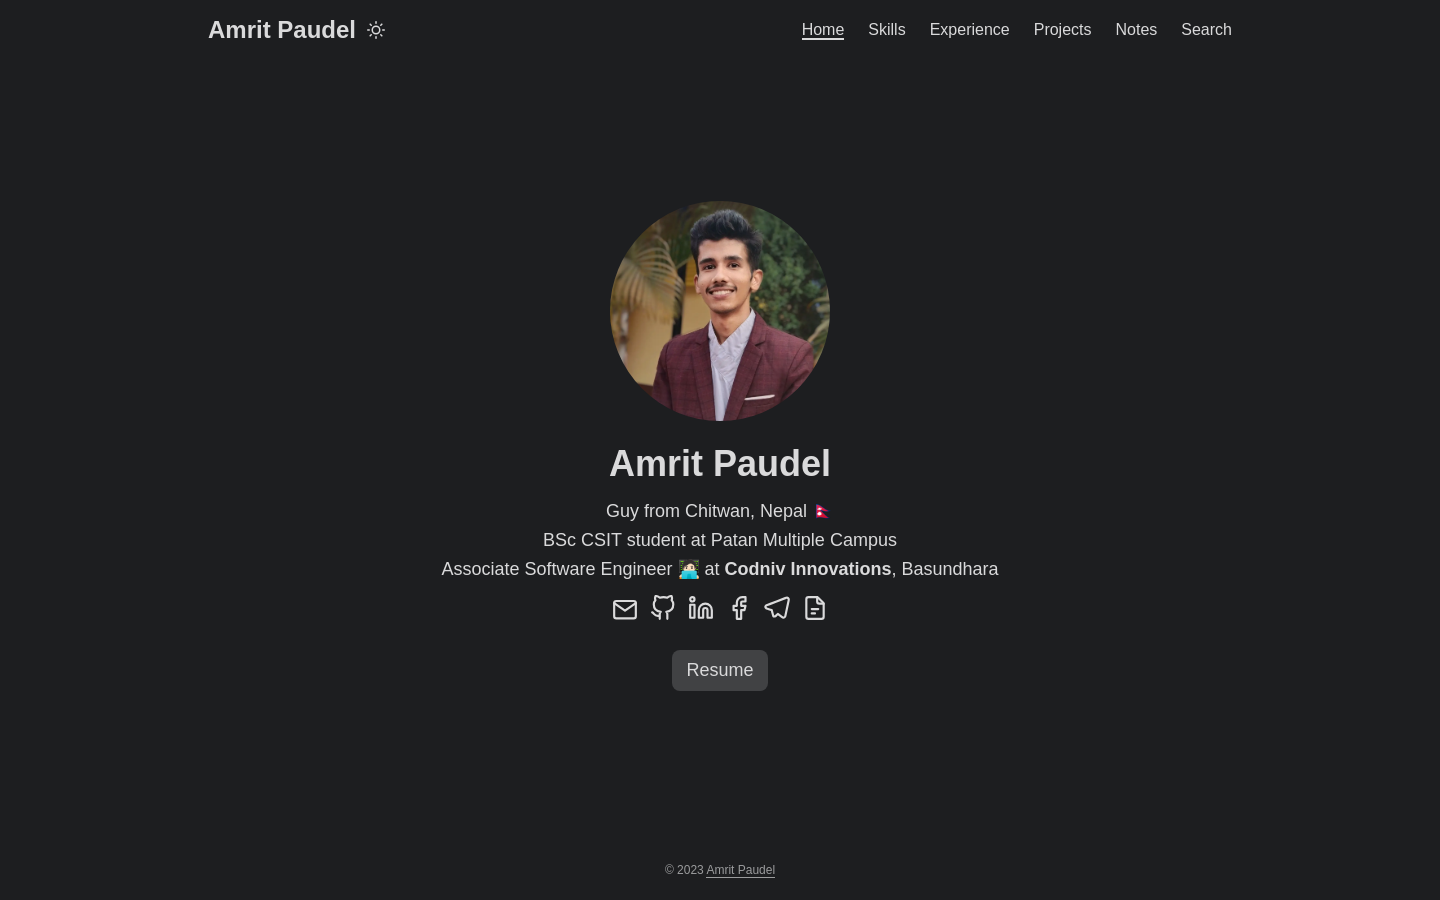 Amrit Paudel
Home Skills Experience Projects Notes Search
Amrit Paudel
Guy from Chitwan, Nepal 🇳🇵
BSc CSIT student at Patan Multiple Campus
Associate Software Engineer 🧑🏻‍💻 at Codniv Innovations, Basundhara
Resume
© 2023 Amrit Paudel